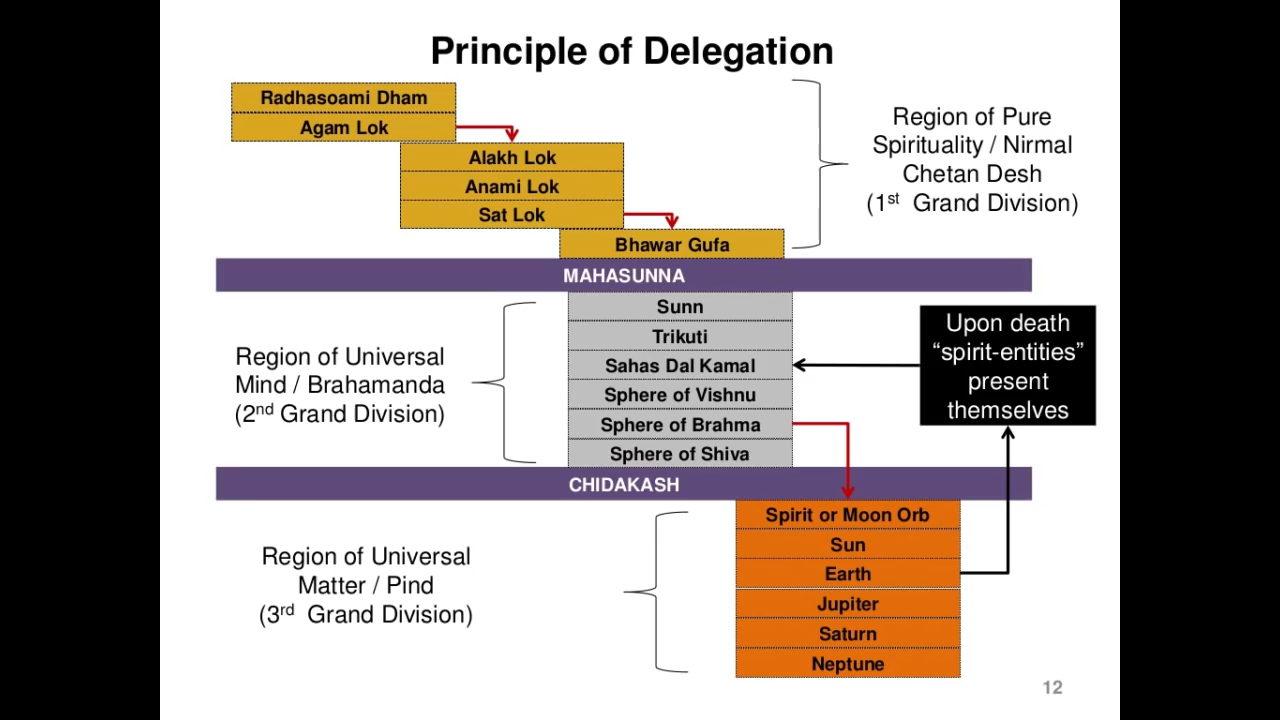 Principle of Delegation
Radhasoami Dham
Agam Lok
Alakh Lok
Anami Lok
Sat Lok
Bhawar Gufa
Region of Pure
Spirituality / Nirmal
Chetan Desh
(1st Grand Division)
MAHASUNNA
Sunn
Trikuti
Sahas Dal Kamal
Sphere of Vishnu
Sphere of Brahma
Sphere of Shiva
Region of Universal
Mind / Brahamanda
(2nd Grand Division)
Upon death
“spirit-entities”
present
themselves
CHIDAKASH
Spirit or Moon Orb
Sun
Earth
Jupiter
Saturn
Neptune
Region of Universal
Matter / Pind
(3rd Grand Division)
12